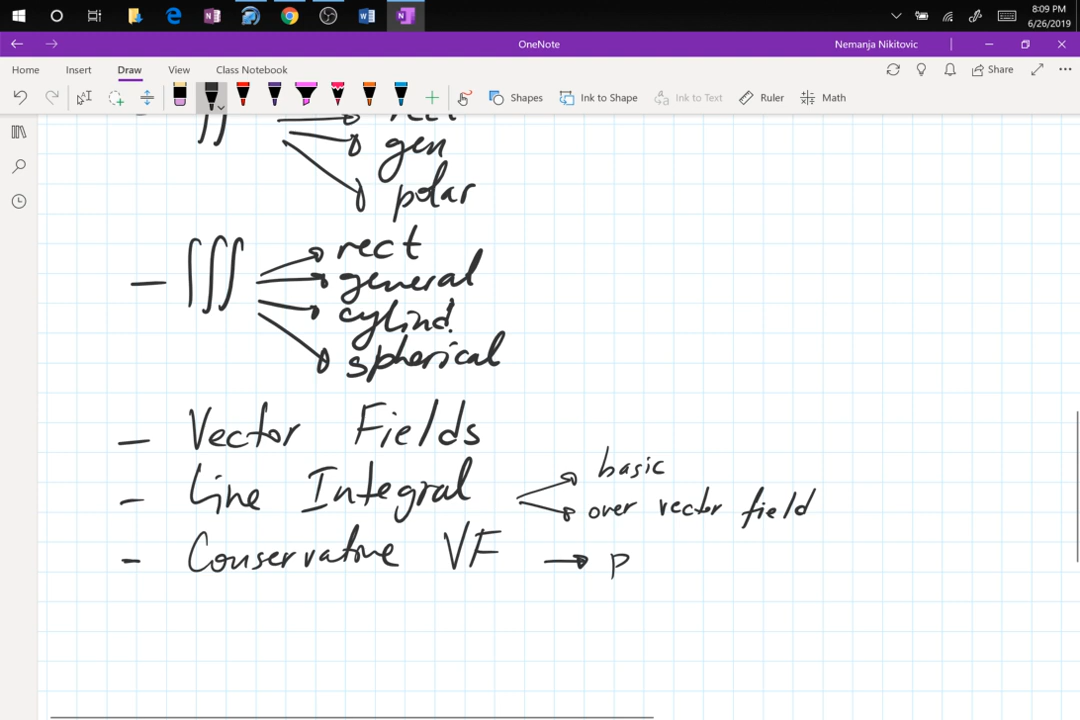 8:09 PM
6/26/2019
OneNote
Nemanja Nikitovic
Home Insert Draw View Class Notebook
Share
Shapes Ink to Shape Ink to Text Ruler Math
∬
gen
polar
— ∭ rect
general
cylind.
spherical
— Vector Fields
- Line Integral
basic
over vector field
- Conservative VF → P